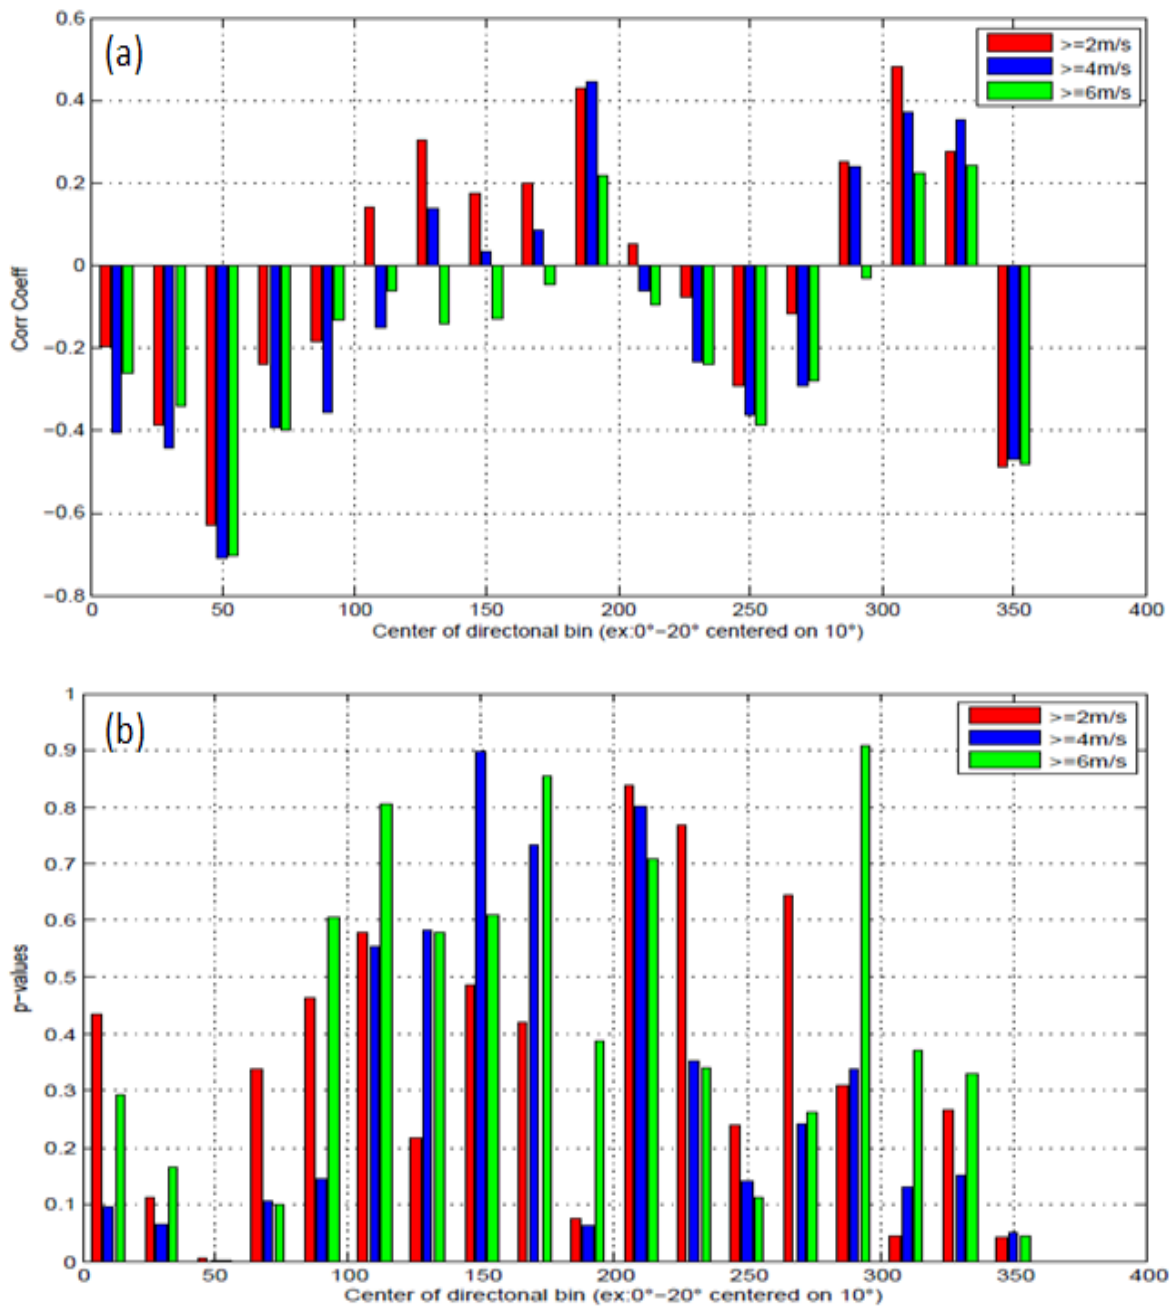 (a)
>=2m/s
>=4m/s
>=6m/s
0.6
0.4
0.2
0
−0.2
−0.4
−0.6
−0.8
Corr Coeff
0 50 100 150 200 250 300 350 400
Center of directonal bin (ex:0°−20° centered on 10°)
(b)
>=2m/s
>=4m/s
>=6m/s
1
0.9
0.8
0.7
0.6
0.5
0.4
0.3
0.2
0.1
0
p−values
0 50 100 150 200 250 300 350 400
Center of directonal bin (ex:0°−20° centered on 10°)